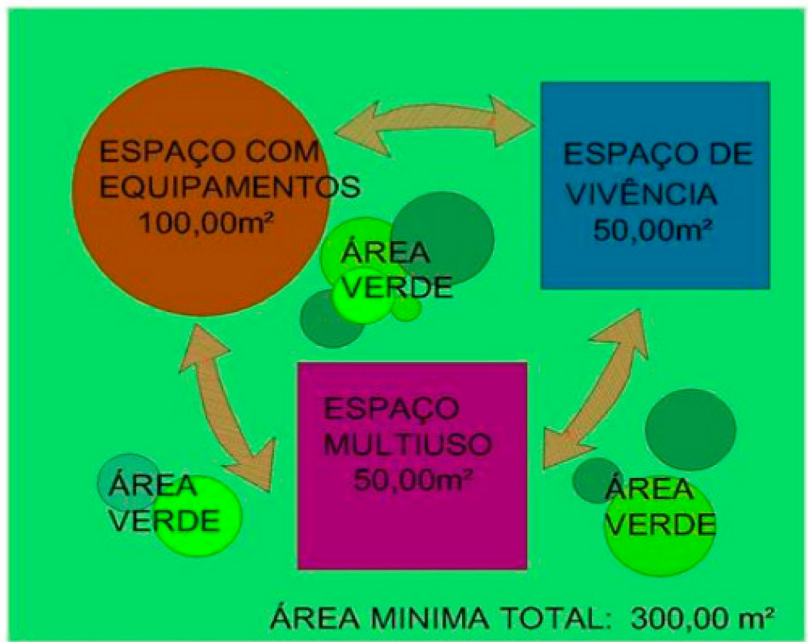 ESPAÇO COM
EQUIPAMENTOS
100,00m²
ESPAÇO DE
VIVÊNCIA
50,00m²
ÁREA
VERDE
ESPAÇO
MULTIUSO
50,00m²
ÁREA
VERDE
ÁREA
VERDE
ÁREA MINIMA TOTAL: 300,00 m²